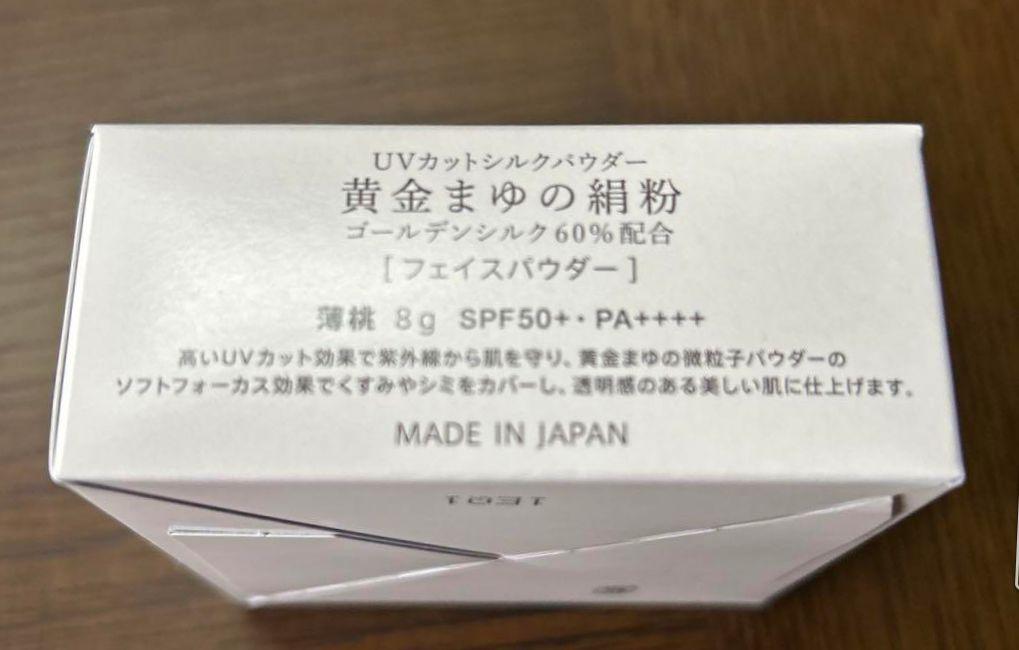 UVカットシルクパウダー
黄金まゆの絹粉
ゴールデンシルク60%配合
[フェイスパウダー]
薄桃 8g SPF50+・PA++++
高いUVカット効果で紫外線から肌を守り、黄金まゆの微粒子パウダーの
ソフトフォーカス効果でくすみやシミをカバーし、透明感のある美しい肌に仕上げます。
MADE IN JAPAN